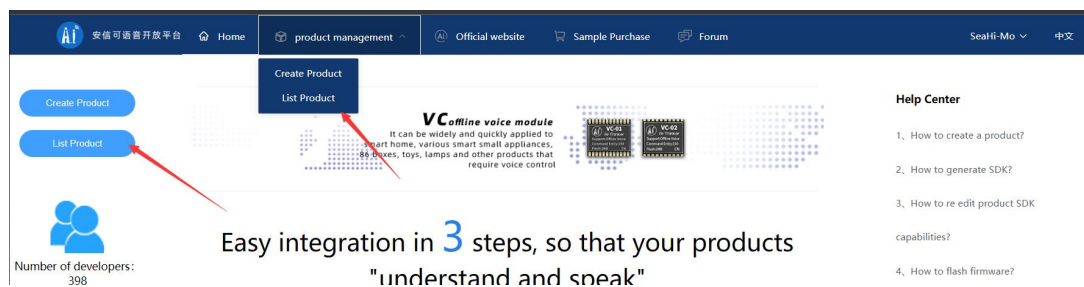 安信可语音开放平台
Home
product management
Official website
Sample Purchase
Forum
SeaHi-Mo
中文
Create Product
List Product
Create Product
List Product
VC offline voice module
It can be widely and quickly applied to
smart home, various smart small appliances,
86 boxes, toys, lamps and other products that
require voice control
VC-01
VC-02
Easy integration in 3 steps, so that your products
"understand and speak"
Number of developers:
398
Help Center
1、How to create a product?
2、How to generate SDK?
3、How to re edit product SDK
capabilities?
4、How to flash firmware?